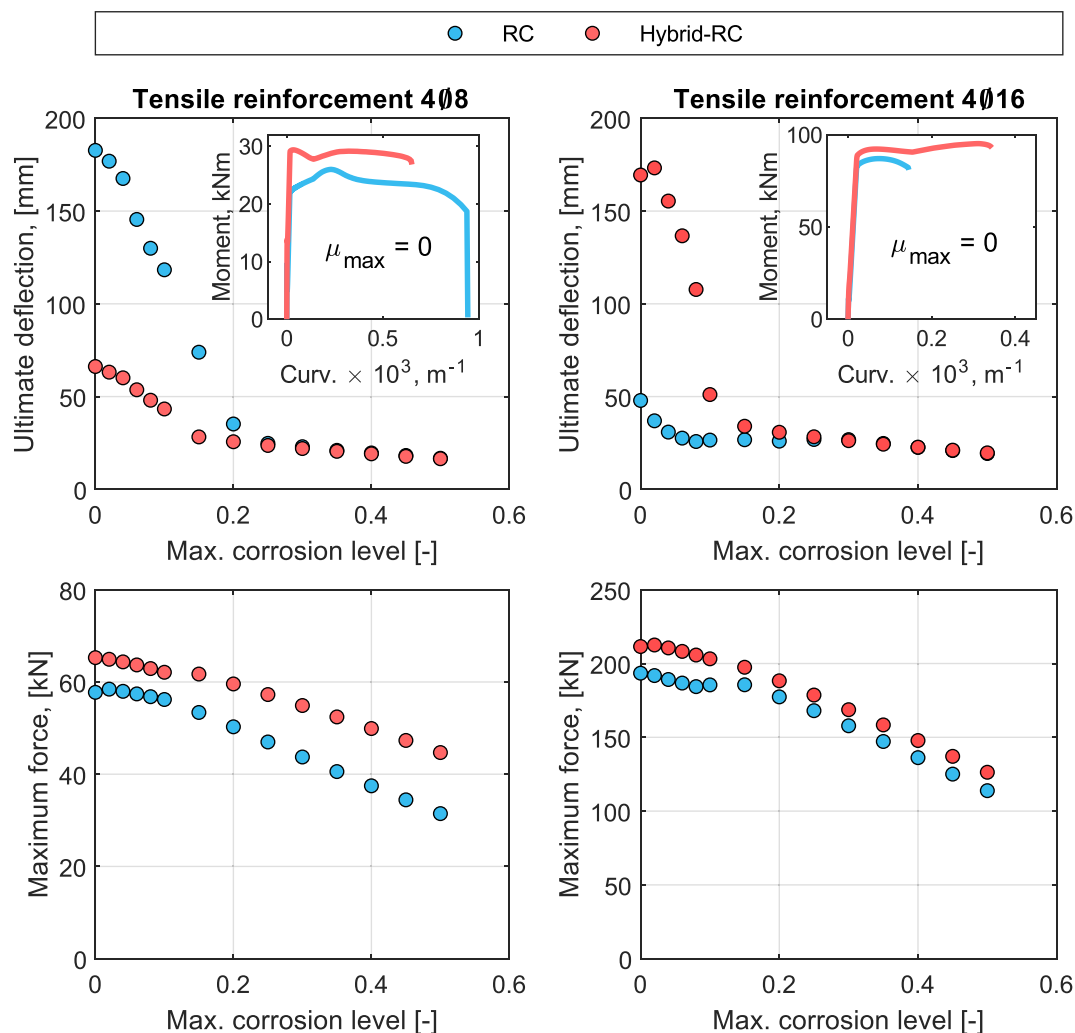 RC Hybrid-RC
Tensile reinforcement 4Ø8
Ultimate deflection, [mm]
200
150
100
50
0
0 0.2 0.4 0.6
Max. corrosion level [-]
Moment, kNm
30
20
10
0
0 0.5 1
Curv. × 10³, m⁻¹
μmax = 0
Tensile reinforcement 4Ø16
Ultimate deflection, [mm]
200
150
100
50
0
0 0.2 0.4 0.6
Max. corrosion level [-]
Moment, kNm
100
50
0
0 0.2 0.4
Curv. × 10³, m⁻¹
μmax = 0
Maximum force, [kN]
80
60
40
20
0
0 0.2 0.4 0.6
Max. corrosion level [-]
Maximum force, [kN]
250
200
150
100
50
0
0 0.2 0.4 0.6
Max. corrosion level [-]